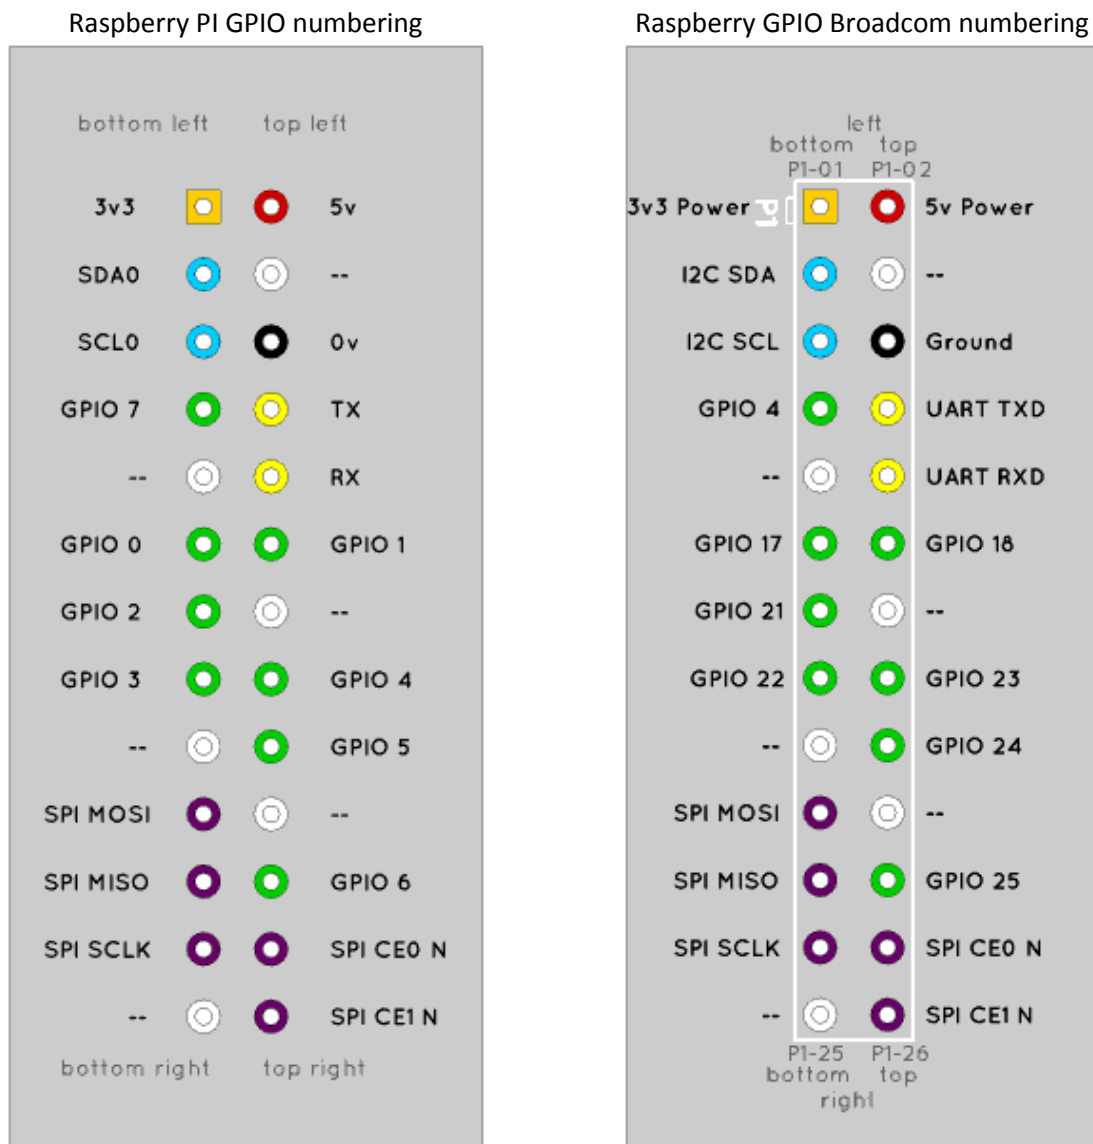 Raspberry PI GPIO numbering
bottom left top left
3v3 5v
SDA0 --
SCL0 0v
GPIO 7 TX
-- RX
GPIO 0 GPIO 1
GPIO 2 --
GPIO 3 GPIO 4
-- GPIO 5
SPI MOSI --
SPI MISO GPIO 6
SPI SCLK SPI CE0 N
-- SPI CE1 N
bottom right top right
Raspberry GPIO Broadcom numbering
left
bottom top
P1-01 P1-02
3v3 Power P1 5v Power
I2C SDA --
I2C SCL Ground
GPIO 4 UART TXD
-- UART RXD
GPIO 17 GPIO 18
GPIO 21 --
GPIO 22 GPIO 23
-- GPIO 24
SPI MOSI --
SPI MISO GPIO 25
SPI SCLK SPI CE0 N
-- SPI CE1 N
P1-25 P1-26
bottom top
right